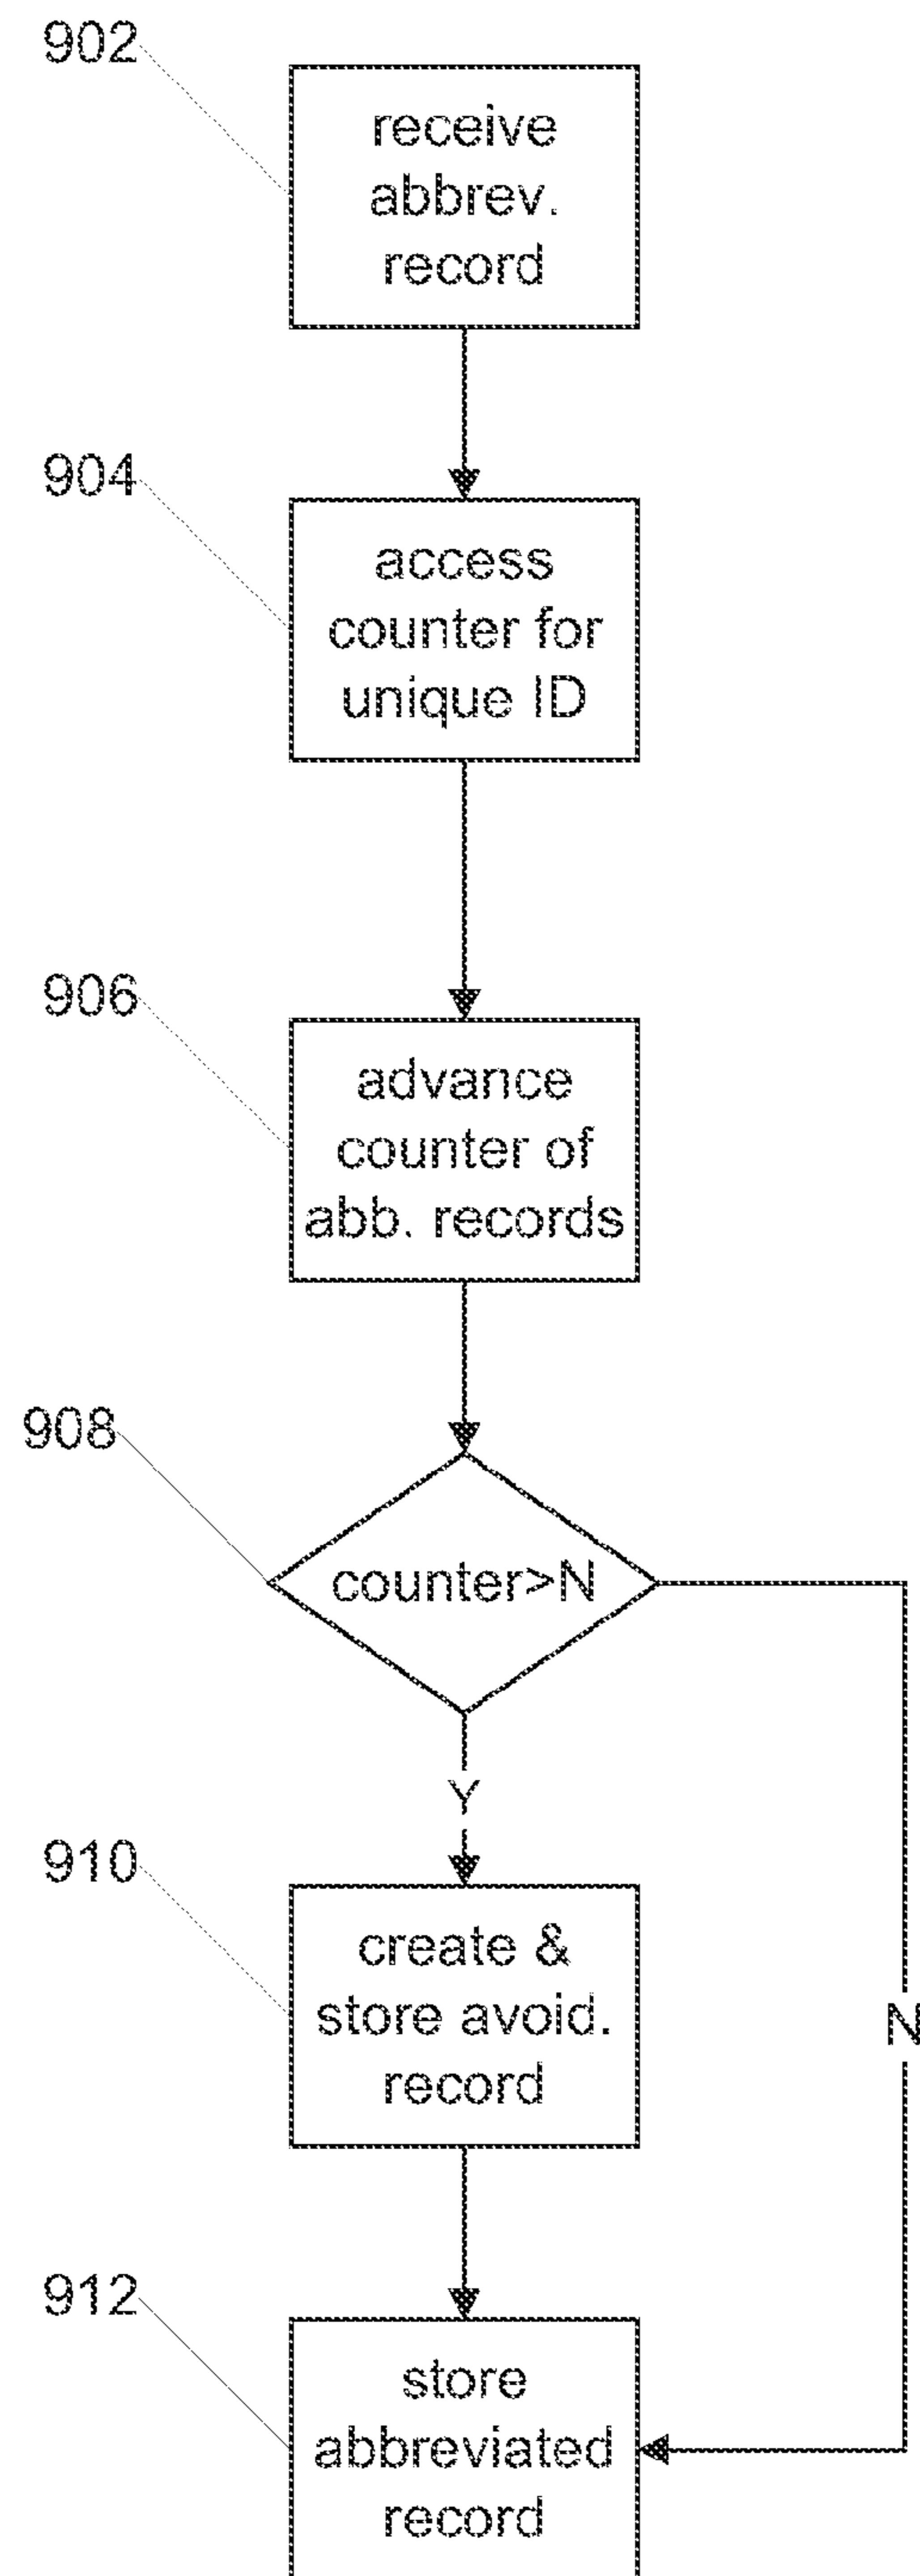 902
receive
abbrev.
record
904
access
counter for
unique ID
906
advance
counter of
abb. records
908
counter>N
Y
910
create &
store avoid.
record
N
912
store
abbreviated
record